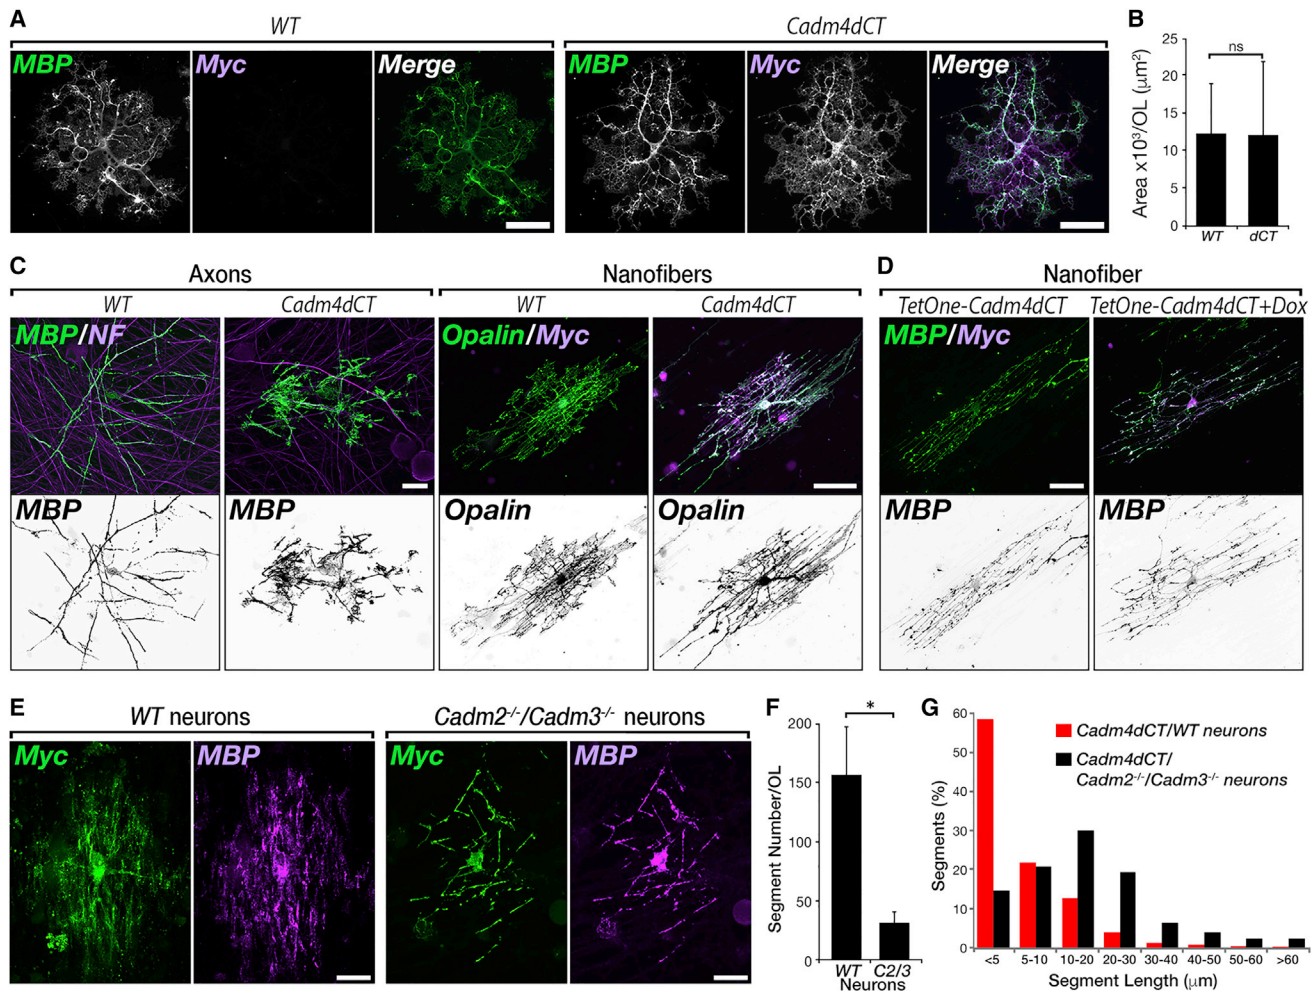 A
WT
Cadm4dCT
MBP
Myc
Merge
MBP
Myc
Merge
B
25
20
15
10
5
0
Area x10³/OL (μm²)
ns
WT
dCT
C
Axons
Nanofibers
WT
Cadm4dCT
WT
Cadm4dCT
MBP/NF
Opalin/Myc
MBP
MBP
Opalin
Opalin
D
Nanofiber
TetOne-Cadm4dCT
TetOne-Cadm4dCT+Dox
MBP/Myc
MBP
MBP
E
WT neurons
Cadm2⁻/⁻/Cadm3⁻/⁻ neurons
Myc
MBP
Myc
MBP
F
200
150
100
50
0
Segment Number/OL
*
WT
C2/3
Neurons
G
60
50
40
30
20
10
0
Segments (%)
Cadm4dCT/WT neurons
Cadm4dCT/
Cadm2⁻/⁻/Cadm3⁻/⁻ neurons
<5
5-10
10-20
20-30
30-40
40-50
50-60
>60
Segment Length (μm)